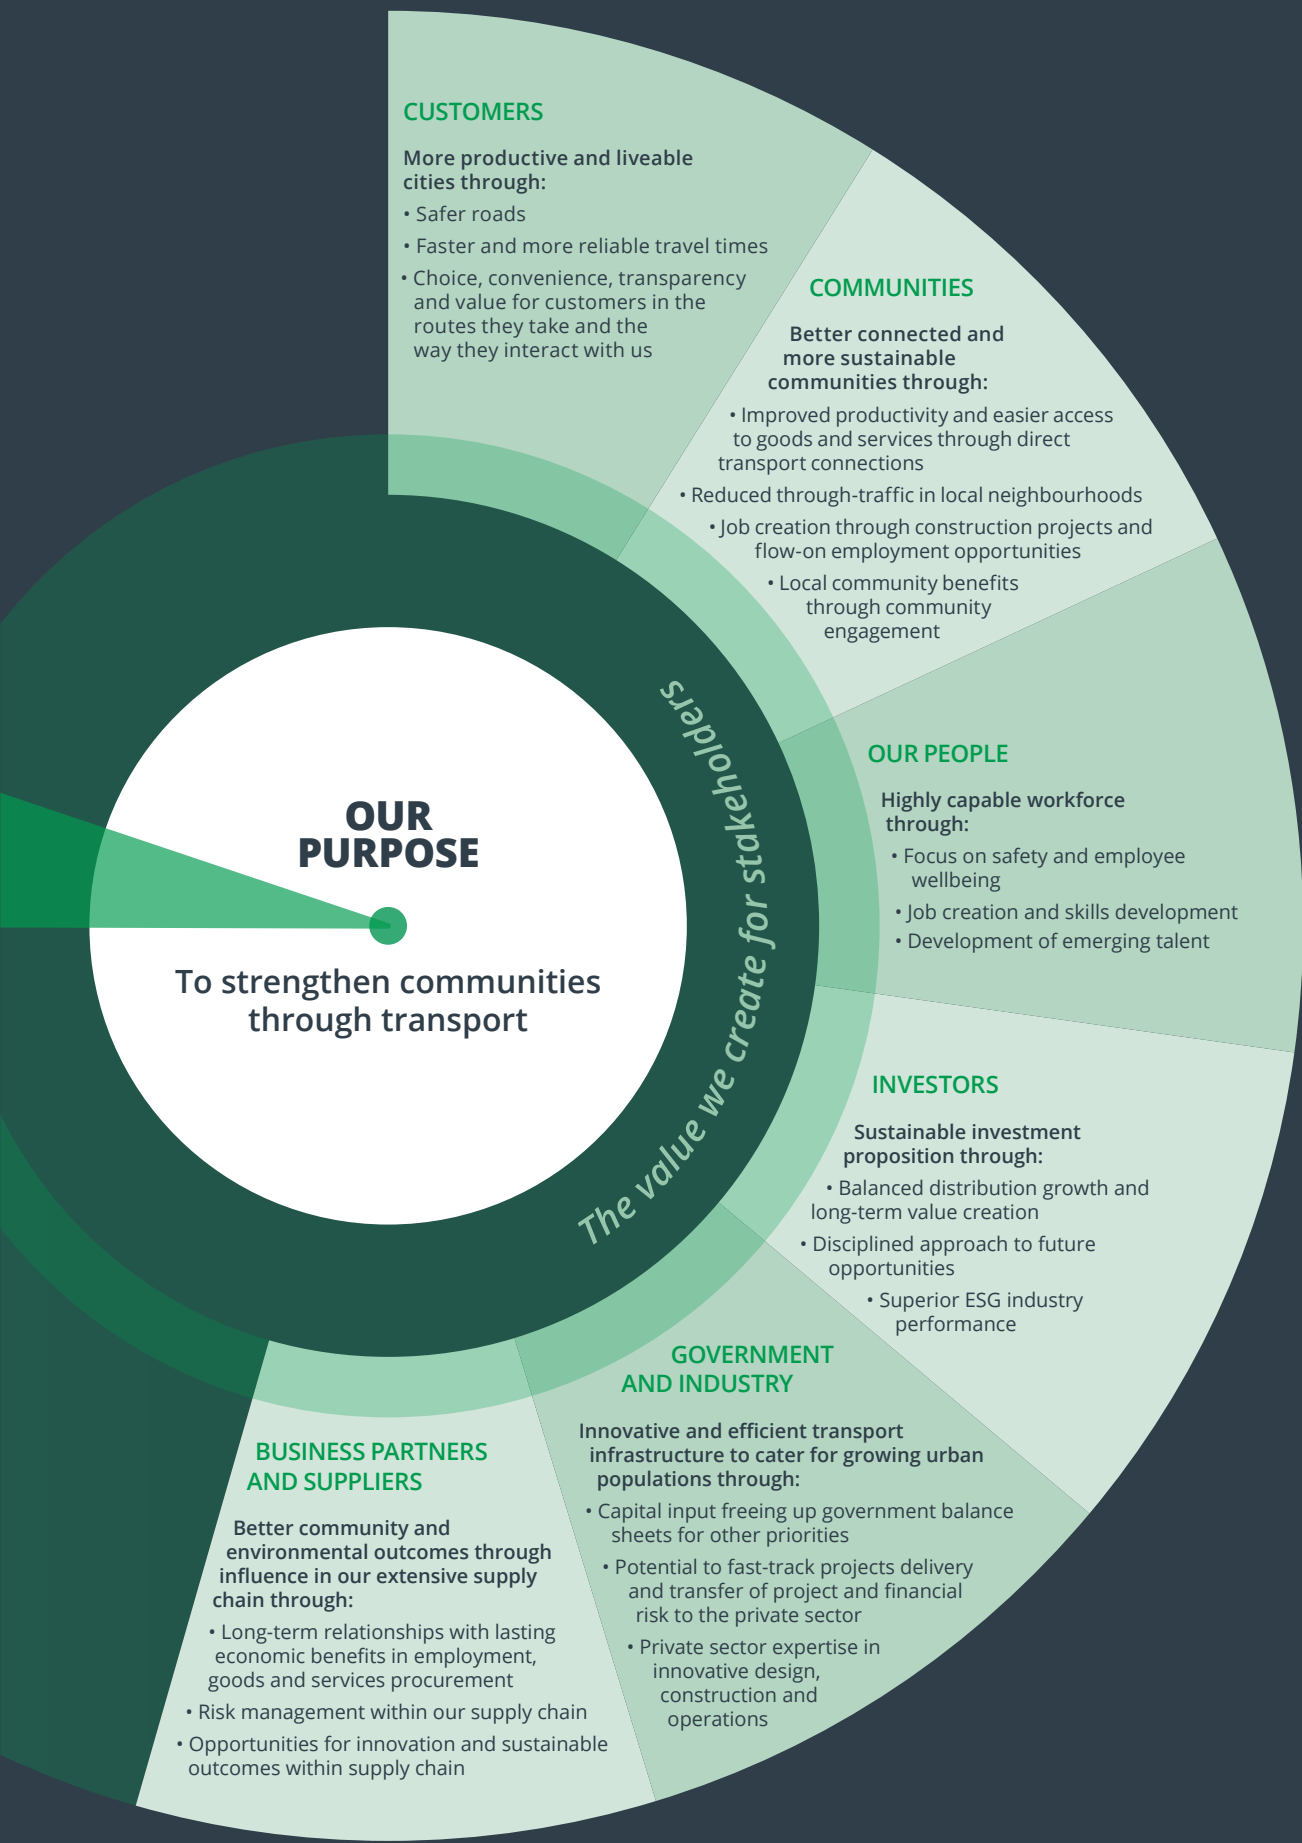 CUSTOMERS
More productive and liveable
cities through:
• Safer roads
• Faster and more reliable travel times
• Choice, convenience, transparency
and value for customers in the
routes they take and the
way they interact with us
COMMUNITIES
Better connected and
more sustainable
communities through:
• Improved productivity and easier access
to goods and services through direct
transport connections
• Reduced through-traffic in local neighbourhoods
• Job creation through construction projects and
flow-on employment opportunities
• Local community benefits
through community
engagement
OUR PEOPLE
Highly capable workforce
through:
• Focus on safety and employee
wellbeing
• Job creation and skills development
• Development of emerging talent
INVESTORS
Sustainable investment
proposition through:
• Balanced distribution growth and
long-term value creation
• Disciplined approach to future
opportunities
• Superior ESG industry
performance
GOVERNMENT
AND INDUSTRY
Innovative and efficient transport
infrastructure to cater for growing urban
populations through:
• Capital input freeing up government balance
sheets for other priorities
• Potential to fast-track projects delivery
and transfer of project and financial
risk to the private sector
• Private sector expertise in
innovative design,
construction and
operations
BUSINESS PARTNERS
AND SUPPLIERS
Better community and
environmental outcomes through
influence in our extensive supply
chain through:
• Long-term relationships with lasting
economic benefits in employment,
goods and services procurement
• Risk management within our supply chain
• Opportunities for innovation and sustainable
outcomes within supply chain
The value we create for stakeholders
OUR
PURPOSE
To strengthen communities
through transport